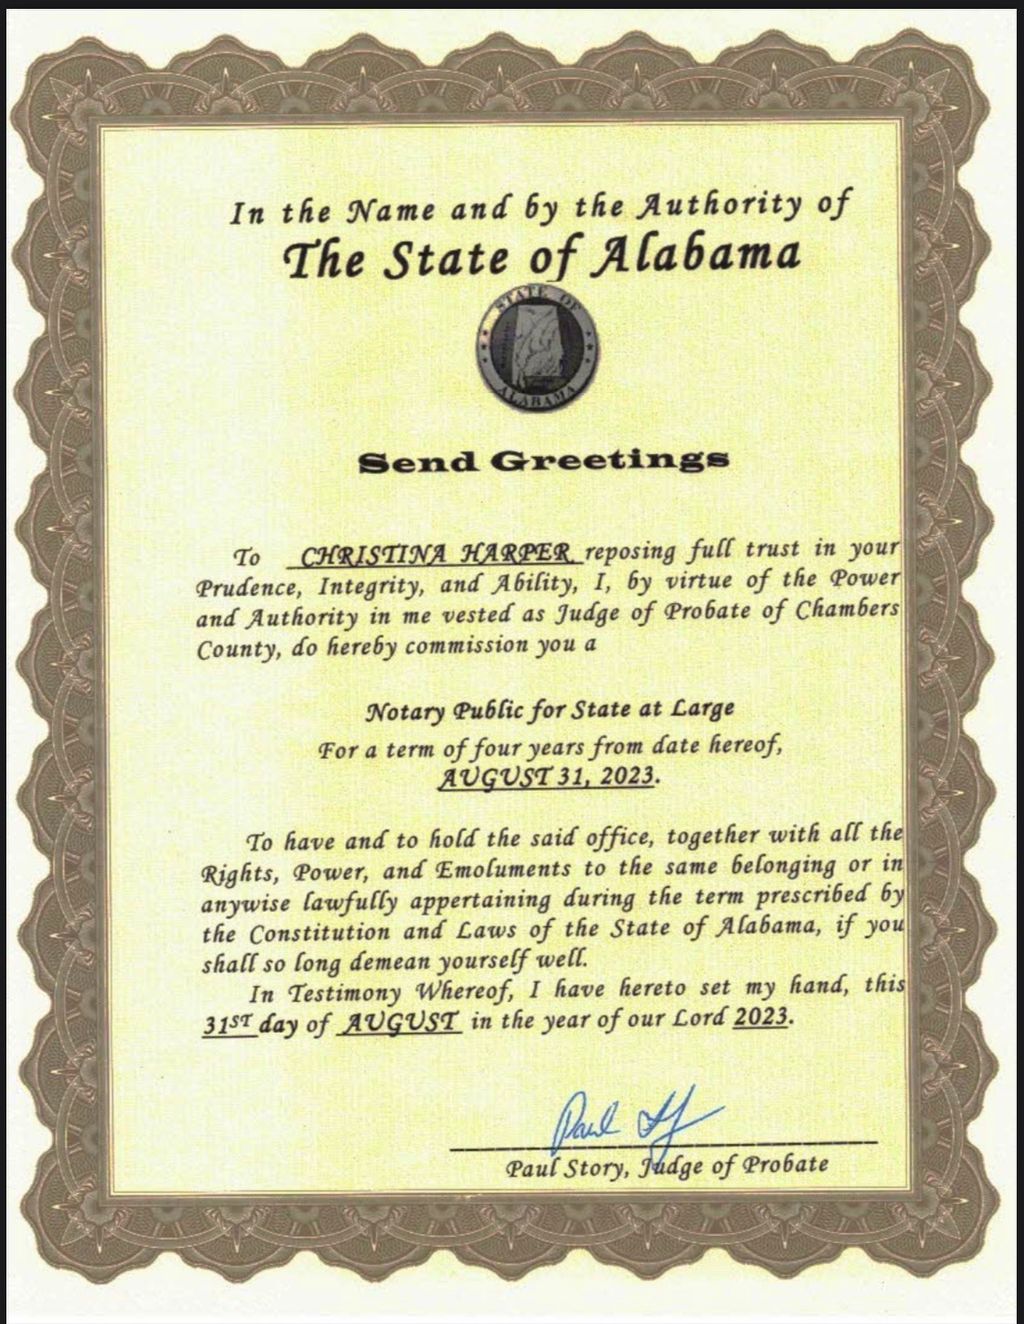 In the Name and by the Authority of
The State of Alabama
STATE OF
ALABAMA
Send Greetings
To CHRISTINA HARPER reposing full trust in your
Prudence, Integrity, and Ability, I, by virtue of the Power
and Authority in me vested as Judge of Probate of Chambers
County, do hereby commission you a
Notary Public for State at Large
For a term of four years from date hereof,
AUGUST 31, 2023.
To have and to hold the said office, together with all the
Rights, Power, and Emoluments to the same belonging or in
anywise lawfully appertaining during the term prescribed by
the Constitution and Laws of the State of Alabama, if you
shall so long demean yourself well.
In Testimony Whereof, I have hereto set my hand, this
31ST day of AUGUST in the year of our Lord 2023.
Paul
Paul Story, Judge of Probate